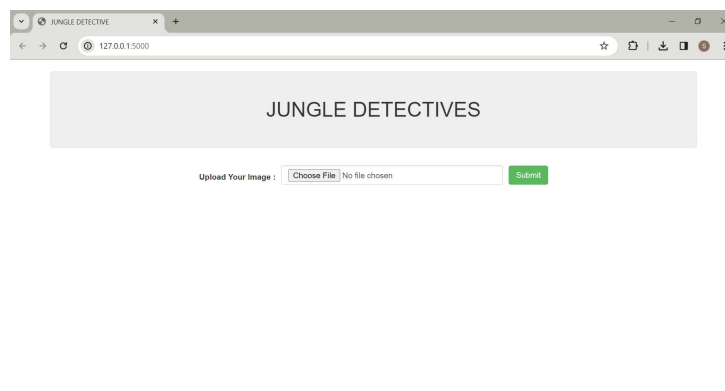 JUNGLE DETECTIVE
127.0.0.1:5000
S
JUNGLE DETECTIVES
Upload Your Image : Choose File No file chosen Submit